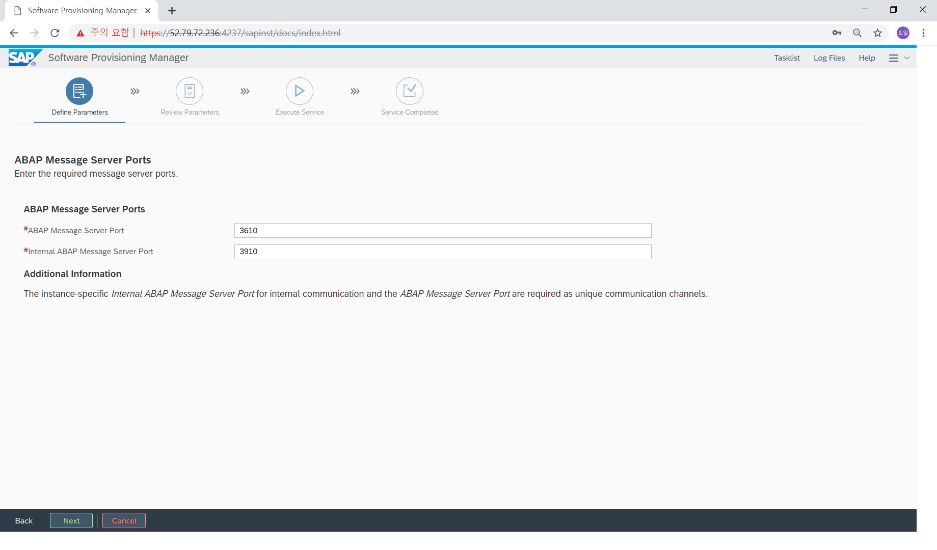 Software Provisioning Manager
주의 요함 | https://52.79.72.236:4237/sapinst/docs/index.html
SAP Software Provisioning Manager
Tasklist Log Files Help
Define Parameters
Review Parameters
Execute Service
Service Completed
ABAP Message Server Ports
Enter the required message server ports.
ABAP Message Server Ports
*ABAP Message Server Port 3610
*Internal ABAP Message Server Port 3910
Additional Information
The instance-specific Internal ABAP Message Server Port for internal communication and the ABAP Message Server Port are required as unique communication channels.
Back Next Cancel